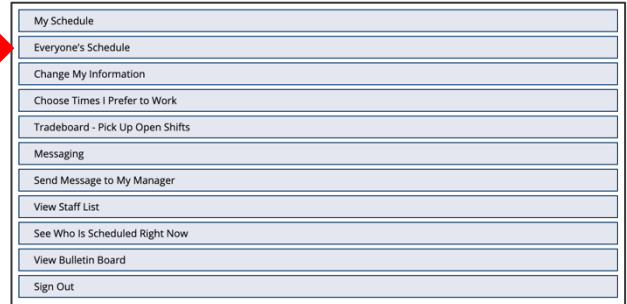 My Schedule
Everyone's Schedule
Change My Information
Choose Times I Prefer to Work
Tradeboard - Pick Up Open Shifts
Messaging
Send Message to My Manager
View Staff List
See Who Is Scheduled Right Now
View Bulletin Board
Sign Out